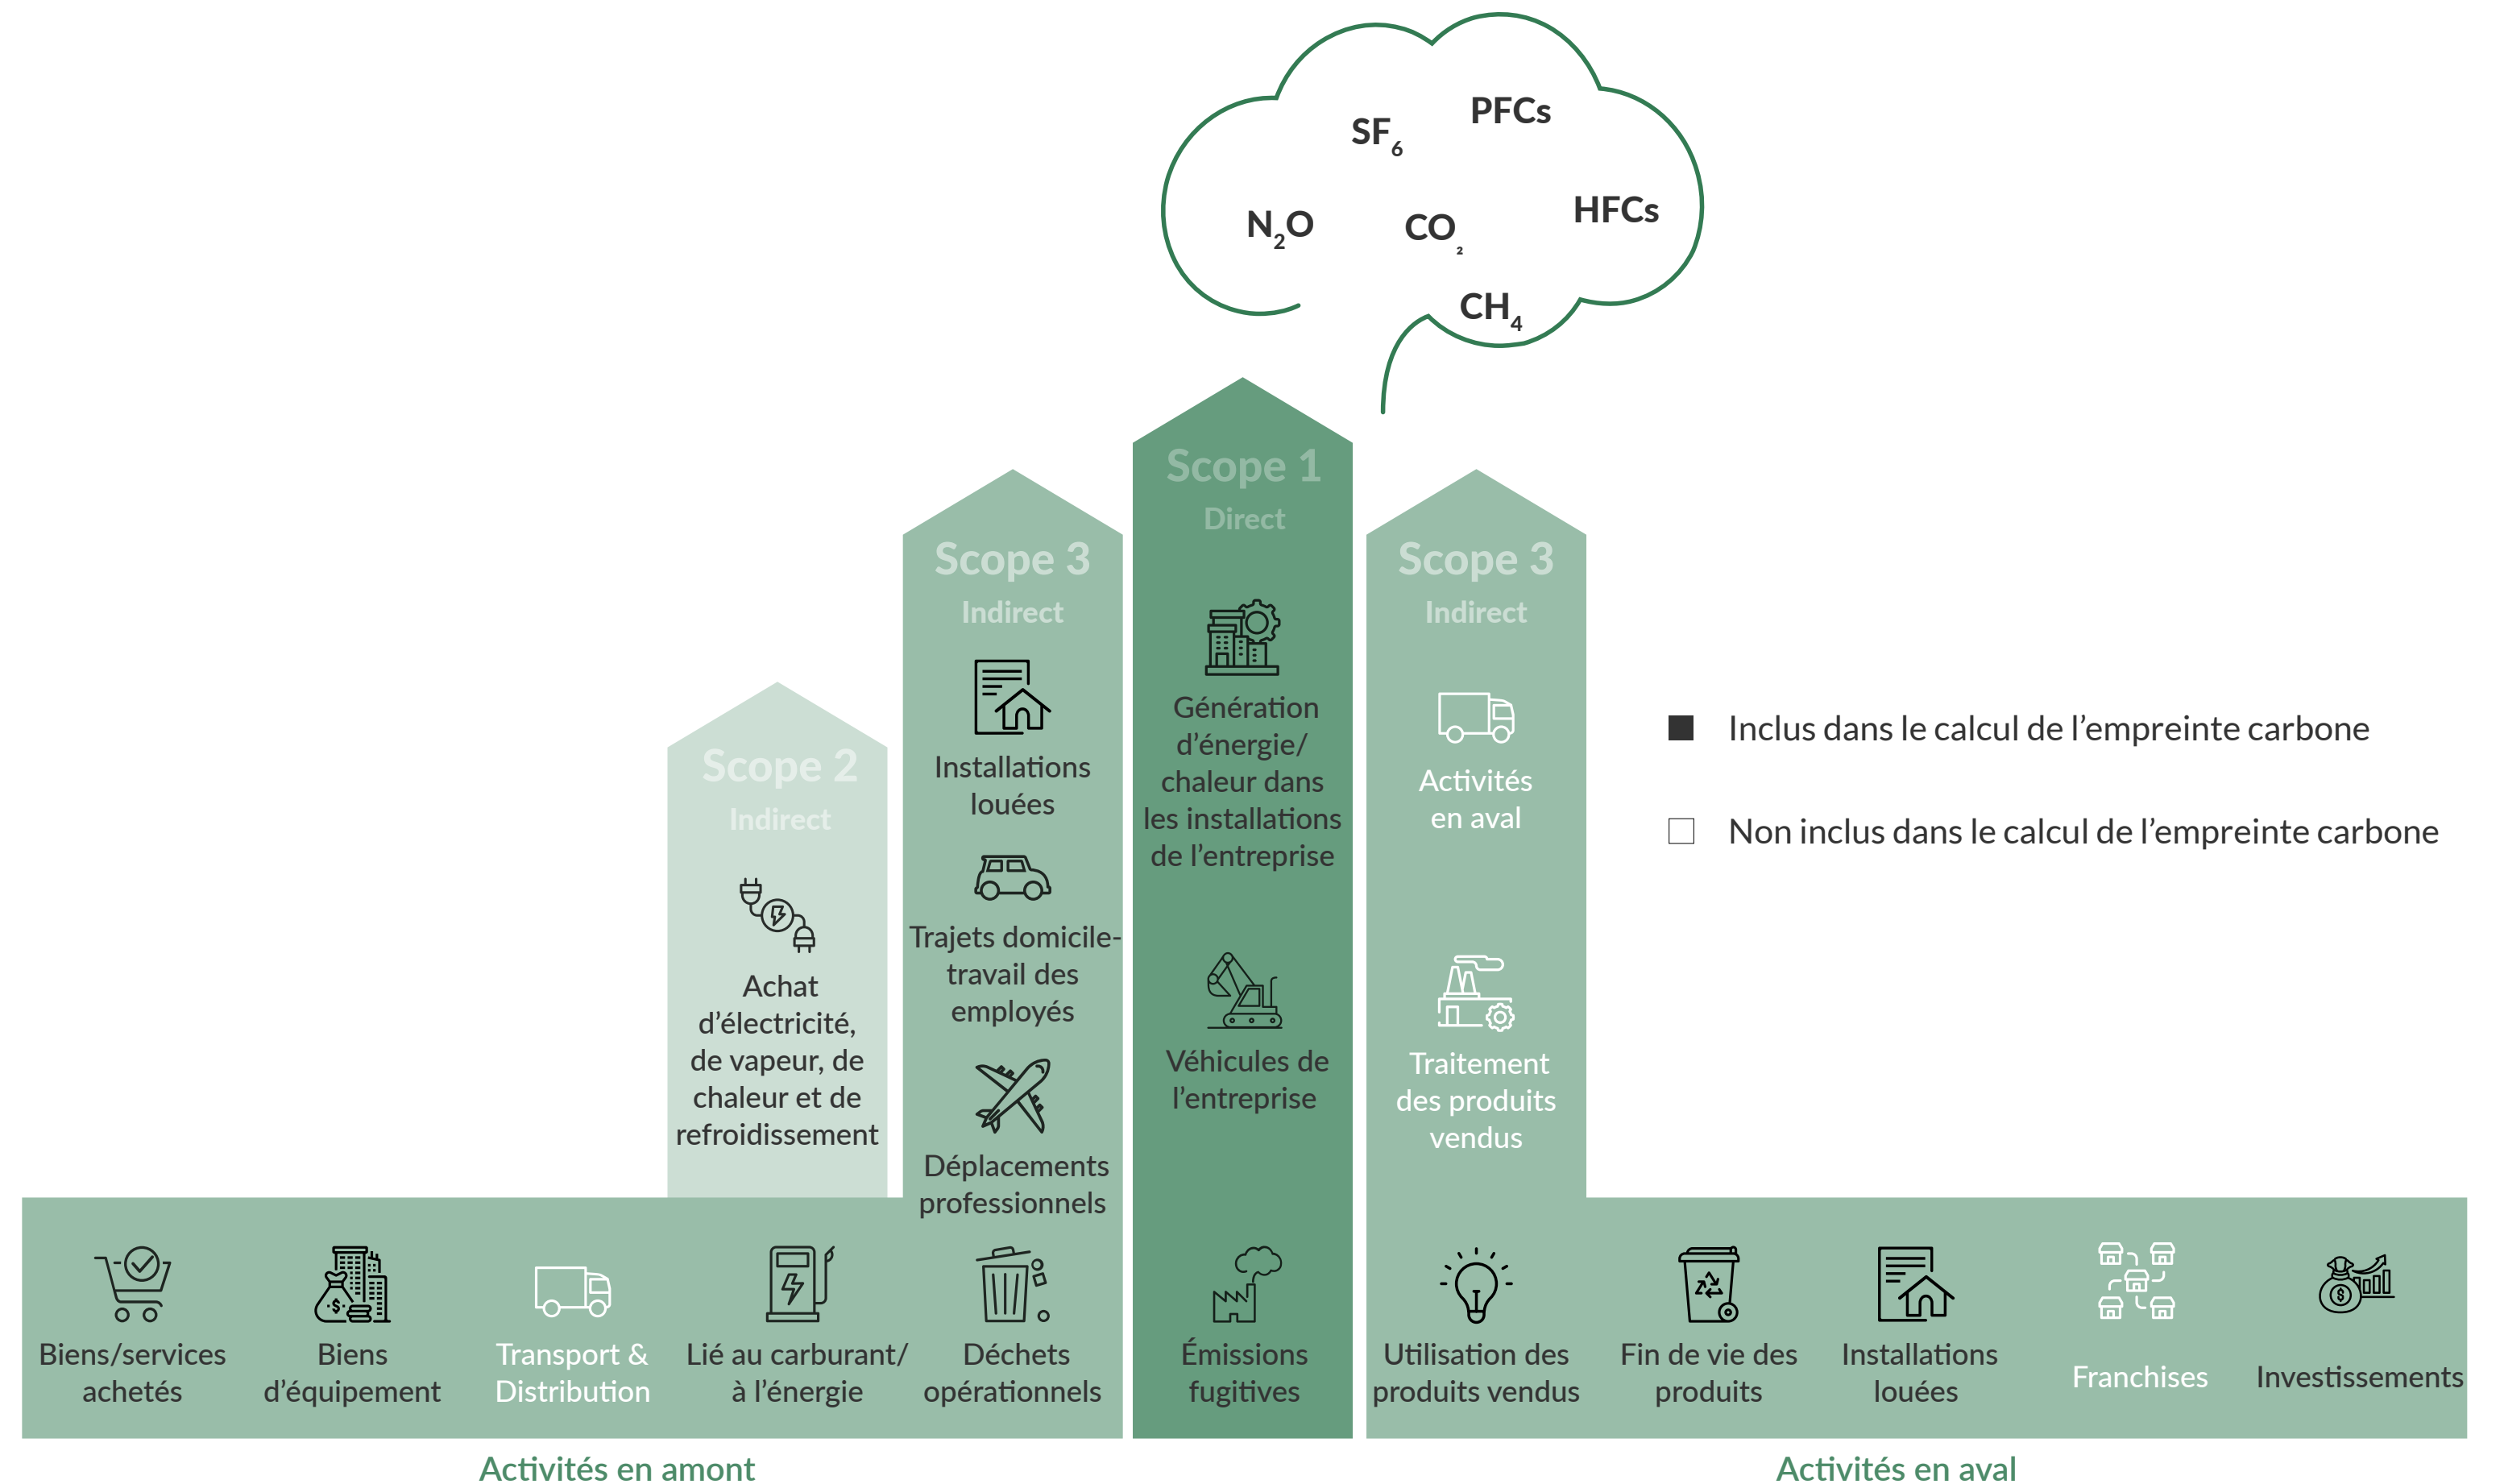 SF6
PFCs
N2O
CO2
HFCs
CH4
Scope 1
Direct
Génération
d’énergie/
chaleur dans
les installations
de l’entreprise
Véhicules de
l’entreprise
Émissions
fugitives
Scope 2
Indirect
Achat
d’électricité,
de vapeur, de
chaleur et de
refroidissement
Scope 3
Indirect
Installations
louées
Trajets domicile-
travail des
employés
Déplacements
professionnels
Biens/services
achetés
Biens
d’équipement
Transport &
Distribution
Lié au carburant/
à l’énergie
Déchets
opérationnels
Activités en amont
Scope 3
Indirect
Activités
en aval
Traitement
des produits
vendus
Utilisation des
produits vendus
Fin de vie des
produits
Installations
louées
Franchises
Investissements
Activités en aval
Inclus dans le calcul de l’empreinte carbone
Non inclus dans le calcul de l’empreinte carbone